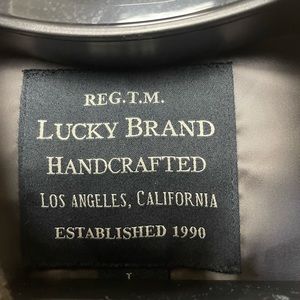 REG.T.M.
LUCKY BRAND
HANDCRAFTED
LOS ANGELES, CALIFORNIA
ESTABLISHED 1990